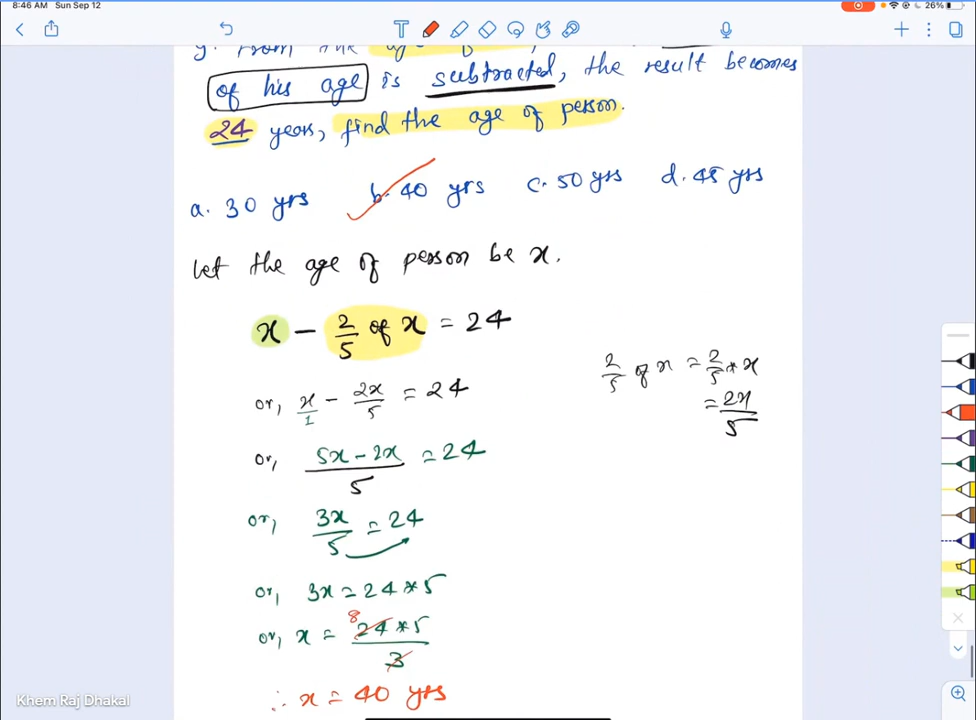 8:46 AM Sun Sep 12
26%
T
of his age is subtracted, the result becomes
24 years, find the age of person.
a. 30 yrs b. 40 yrs c. 50 yrs d. 45 yrs
Let the age of person be x.
x - 2/5 of x = 24
or, x/1 - 2x/5 = 24
2/5 of x = 2/5 * x
= 2x/5
or, (5x - 2x)/5 = 24
or, 3x/5 = 24
or, 3x = 24 * 5
or, x = 8 24 * 5 / 3
∴ x = 40 yrs
Khem Raj Dhakal